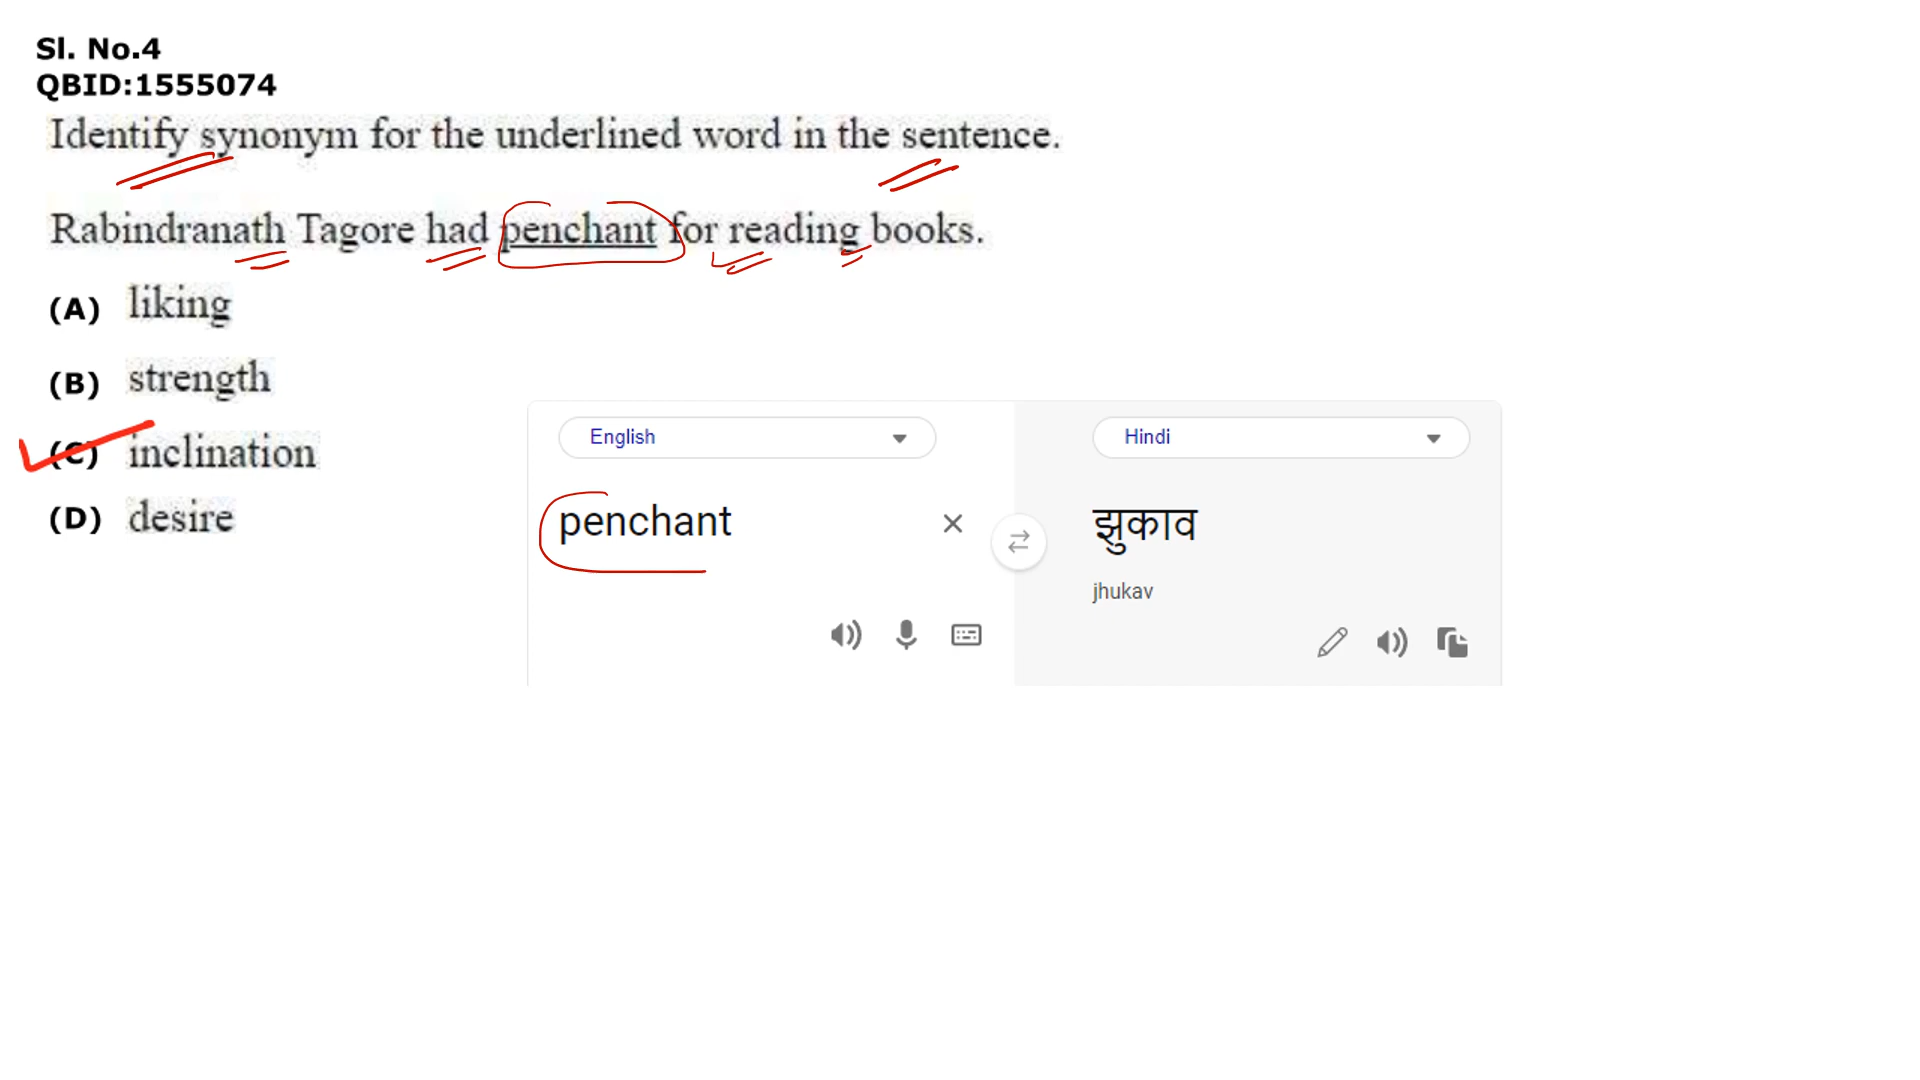 Sl. No.4
QBID:1555074
Identify synonym for the underlined word in the sentence.
Rabindranath Tagore had penchant for reading books.
(A) liking
(B) strength
(C) inclination
(D) desire
English
Hindi
penchant
झुकाव
jhukav